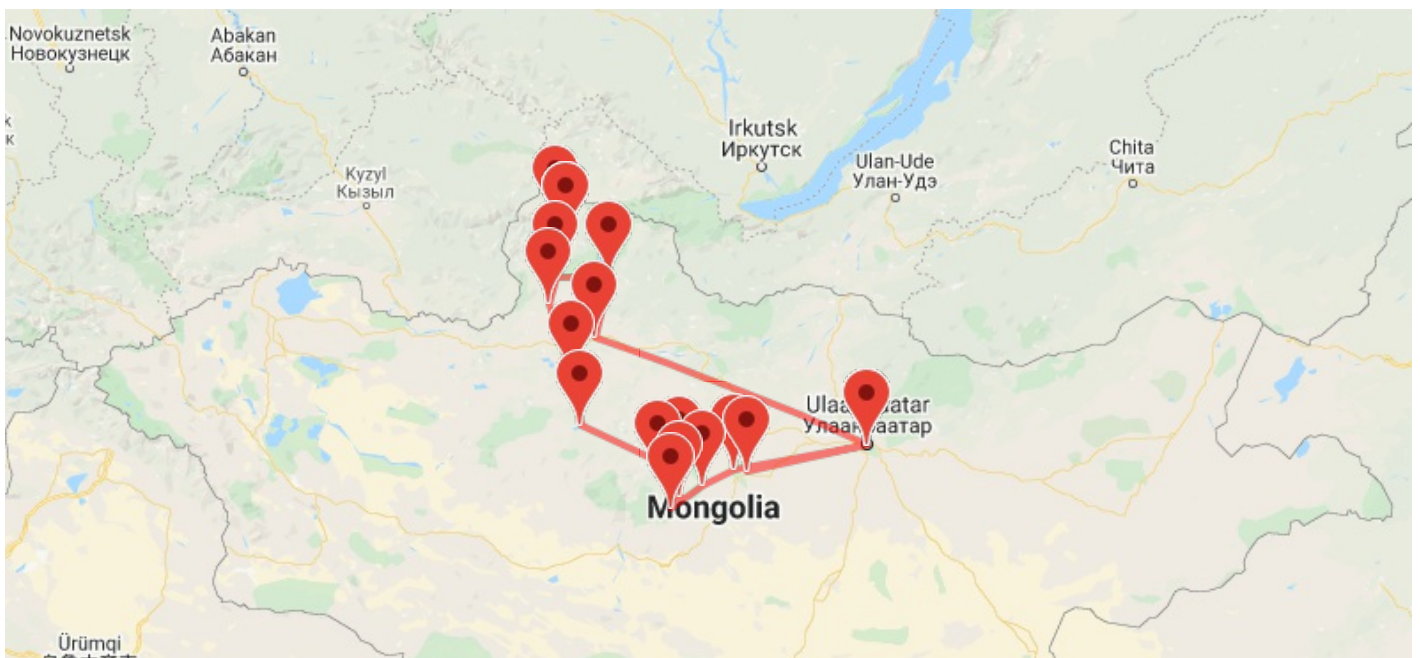 Novokuznetsk
Новокузнецк
Abakan
Абакан
Irkutsk
Иркутск
Ulan-Ude
Улан-Удэ
Chita
Чита
к
Kyzyl
Кызыл
Mongolia
Ürümqi